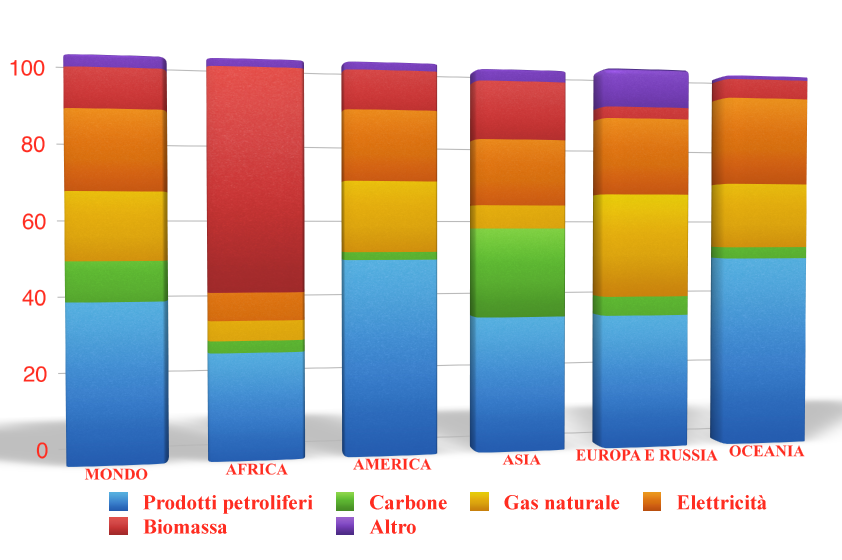 100
80
60
40
20
0
MONDO AFRICA AMERICA ASIA EUROPA E RUSSIA OCEANIA
Prodotti petroliferi Carbone Gas naturale Elettricità
Biomassa Altro